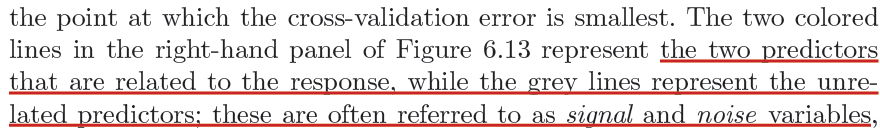 the point at which the cross-validation error is smallest. The two colored
lines in the right-hand panel of Figure 6.13 represent the two predictors
that are related to the response, while the grey lines represent the unre-
lated predictors; these are often referred to as signal and noise variables,